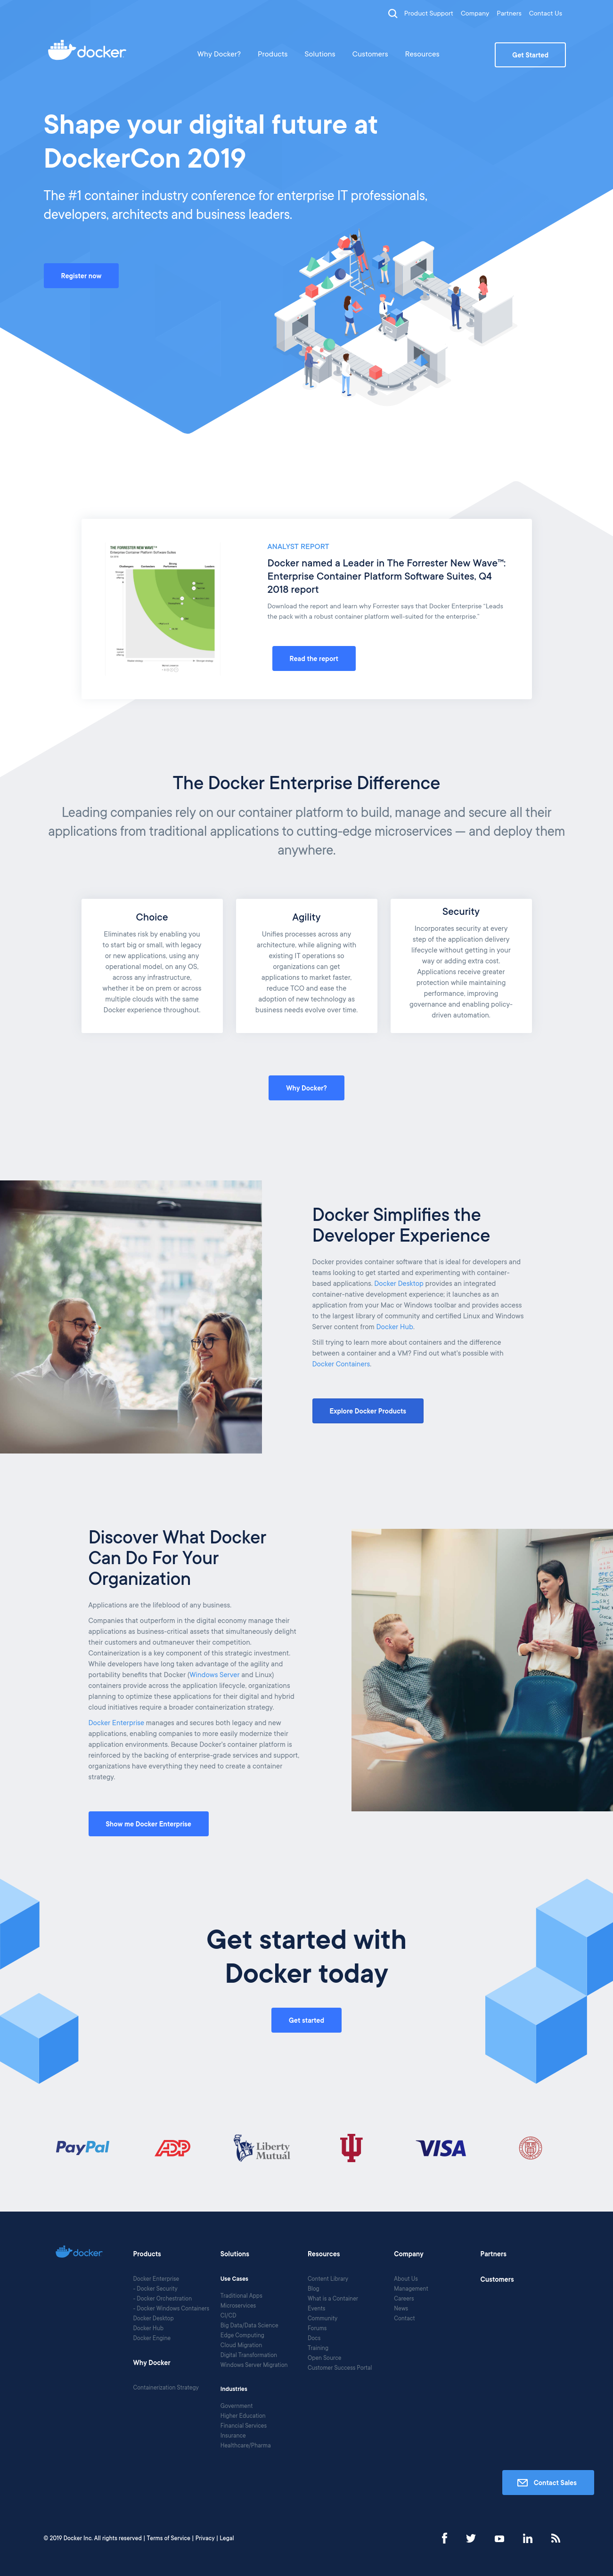 Product Support Company Partners Contact Us
docker
Why Docker? Products Solutions Customers Resources
Get Started
Shape your digital future at
DockerCon 2019
The #1 container industry conference for enterprise IT professionals,
developers, architects and business leaders.
Register now
THE FORRESTER NEW WAVE™
Enterprise Container Platform Software Suites
Challengers Contenders Strong Performers Leaders
ANALYST REPORT
Docker named a Leader in The Forrester New Wave™:
Enterprise Container Platform Software Suites, Q4
2018 report
Download the report and learn why Forrester says that Docker Enterprise "Leads
the pack with a robust container platform well-suited for the enterprise."
Read the report
The Docker Enterprise Difference
Leading companies rely on our container platform to build, manage and secure all their
applications from traditional applications to cutting-edge microservices — and deploy them
anywhere.
Choice
Eliminates risk by enabling you
to start big or small, with legacy
or new applications, using any
operational model, on any OS,
across any infrastructure,
whether it be on prem or across
multiple clouds with the same
Docker experience throughout.
Agility
Unifies processes across any
architecture, while aligning with
existing IT operations so
organizations can get
applications to market faster,
reduce TCO and ease the
adoption of new technology as
business needs evolve over time.
Security
Incorporates security at every
step of the application delivery
lifecycle without getting in your
way or adding extra cost.
Applications receive greater
protection while maintaining
performance, improving
governance and enabling policy-
driven automation.
Why Docker?
Docker Simplifies the
Developer Experience
Docker provides container software that is ideal for developers and
teams looking to get started and experimenting with container-
based applications. Docker Desktop provides an integrated
container-native development experience; it launches as an
application from your Mac or Windows toolbar and provides access
to the largest library of community and certified Linux and Windows
Server content from Docker Hub.
Still trying to learn more about containers and the difference
between a container and a VM? Find out what's possible with
Docker Containers.
Explore Docker Products
Discover What Docker
Can Do For Your
Organization
Applications are the lifeblood of any business.
Companies that outperform in the digital economy manage their
applications as business-critical assets that simultaneously delight
their customers and outmaneuver their competition.
Containerization is a key component of this strategic investment.
While developers have long taken advantage of the agility and
portability benefits that Docker (Windows Server and Linux)
containers provide across the application lifecycle, organizations
planning to optimize these applications for their digital and hybrid
cloud initiatives require a broader containerization strategy.
Docker Enterprise manages and secures both legacy and new
applications, enabling companies to more easily modernize their
application environments. Because Docker's container platform is
reinforced by the backing of enterprise-grade services and support,
organizations have everything they need to create a container
strategy.
Show me Docker Enterprise
Get started with
Docker today
Get started
PayPal
ADP
Liberty
Mutual
VISA
docker
Products
Docker Enterprise
- Docker Security
- Docker Orchestration
- Docker Windows Containers
Docker Desktop
Docker Hub
Docker Engine
Why Docker
Containerization Strategy
Solutions
Use Cases
Traditional Apps
Microservices
CI/CD
Big Data/Data Science
Edge Computing
Cloud Migration
Digital Transformation
Windows Server Migration
Industries
Government
Higher Education
Financial Services
Insurance
Healthcare/Pharma
Resources
Content Library
Blog
What is a Container
Events
Community
Forums
Docs
Training
Open Source
Customer Success Portal
Company
About Us
Management
Careers
News
Contact
Partners
Customers
Contact Sales
© 2019 Docker Inc. All rights reserved | Terms of Service | Privacy | Legal